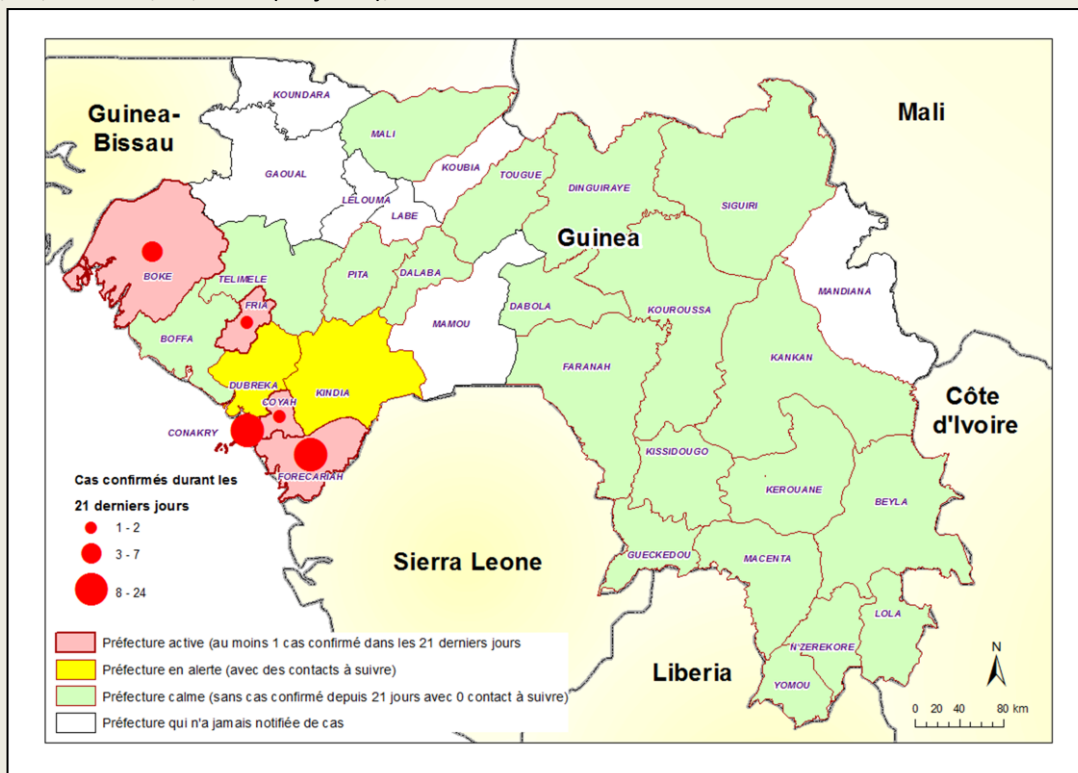 KOUNDARA
Guinea-
Bissau
MALI
Mali
KOUBIA
TOUGUE
GAOUAL
DINGUIRAYE
LELOUMA
LABE
SIGUIRI
Guinea
BOKE
TELIMELE
PITA
DALABA
MANDIANA
FRIA
DABOLA
KOUROUSSA
MAMOU
BOFFA
KANKAN
FARANAH
DUBREKA
KINDIA
Côte
d'Ivoire
COYAH
CONAKRY
KISSIDOUGO
FORECARIAH
KEROUANE
BEYLA
Cas confirmés durant les
21 derniers jours
1 - 2
3 - 7
8 - 24
Sierra Leone
GUECKEDOU
MACENTA
LOLA
N'ZEREKORE
Liberia
YOMOU
N
0 20 40 80 km
Préfecture active (au moins 1 cas confirmé dans les 21 derniers jours
Préfecture en alerte (avec des contacts à suivre)
Préfecture calme (sans cas confirmé depuis 21 jours avec 0 contact à suivre)
Préfecture qui n'a jamais notifiée de cas